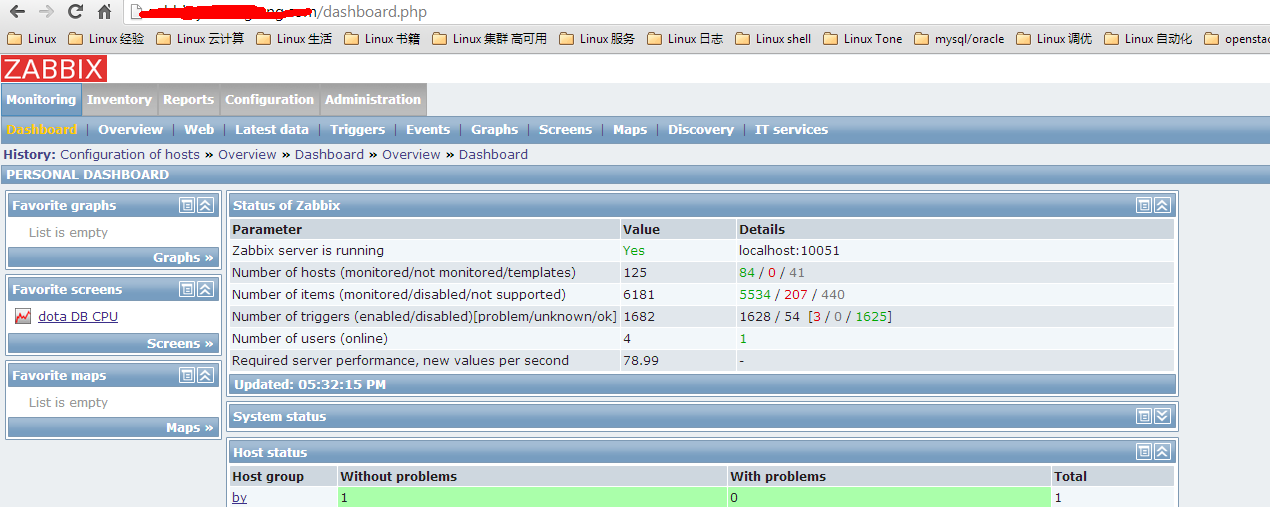 /dashboard.php
Linux Linux 经验 Linux 云计算 Linux 生活 Linux 书籍 Linux 集群 高可用 Linux 服务 Linux 日志 Linux shell Linux Tone mysql/oracle Linux 调优 Linux 自动化 openstac
ZABBIX
Monitoring Inventory Reports Configuration Administration
Dashboard | Overview | Web | Latest data | Triggers | Events | Graphs | Screens | Maps | Discovery | IT services
History: Configuration of hosts » Overview » Dashboard » Overview » Dashboard
PERSONAL DASHBOARD
Favorite graphs
List is empty
Graphs »
Favorite screens
dota DB CPU
Screens »
Favorite maps
List is empty
Maps »
Status of Zabbix
Parameter Value Details
Zabbix server is running Yes localhost:10051
Number of hosts (monitored/not monitored/templates) 125 84 / 0 / 41
Number of items (monitored/disabled/not supported) 6181 5534 / 207 / 440
Number of triggers (enabled/disabled)[problem/unknown/ok] 1682 1628 / 54 [3 / 0 / 1625]
Number of users (online) 4 1
Required server performance, new values per second 78.99 -
Updated: 05:32:15 PM
System status
Host status
Host group Without problems With problems Total
by 1 0 1